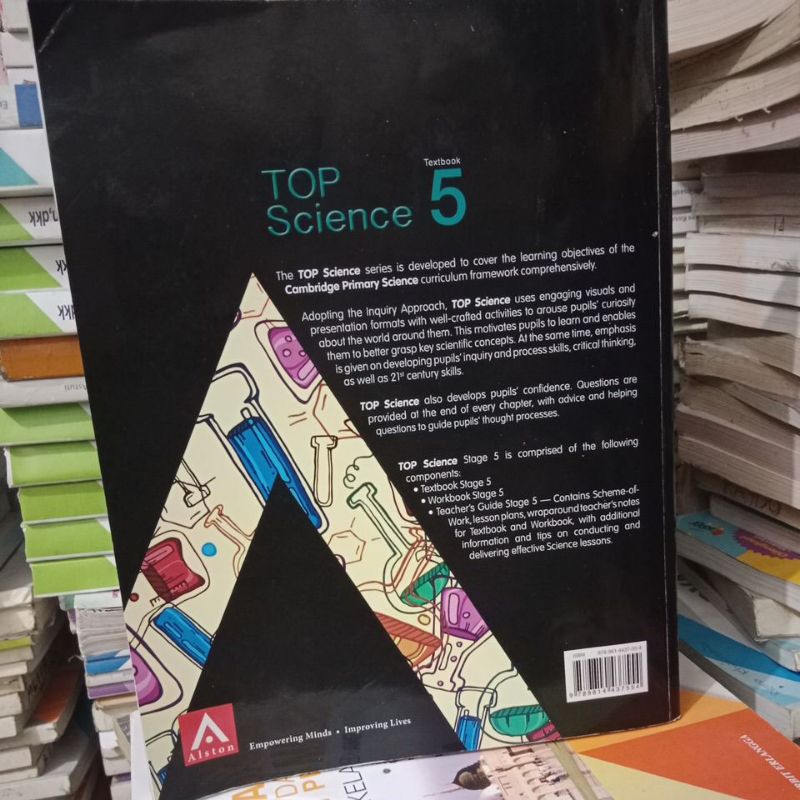 Textbook
TOP
Science 5
The TOP Science series is developed to cover the learning objectives of the
Cambridge Primary Science curriculum framework comprehensively.
Adopting the Inquiry Approach, TOP Science uses engaging visuals and
presentation formats with well-crafted activities to arouse pupils' curiosity
about the world around them. This motivates pupils to learn and enables
them to better grasp key scientific concepts. At the same time, emphasis
is given on developing pupils' inquiry and process skills, critical thinking,
as well as 21st century skills.
TOP Science also develops pupils' confidence. Questions are
provided at the end of every chapter, with advice and helping
questions to guide pupils' thought processes.
TOP Science Stage 5 is comprised of the following
components:
• Textbook Stage 5
• Workbook Stage 5
• Teacher's Guide Stage 5 — Contains Scheme-of-
Work, lesson plans, wraparound teacher's notes
for Textbook and Workbook, with additional
information and tips on conducting and
delivering effective Science lessons.
9789814437554
Alston
Empowering Minds • Improving Lives
ERLANGGA